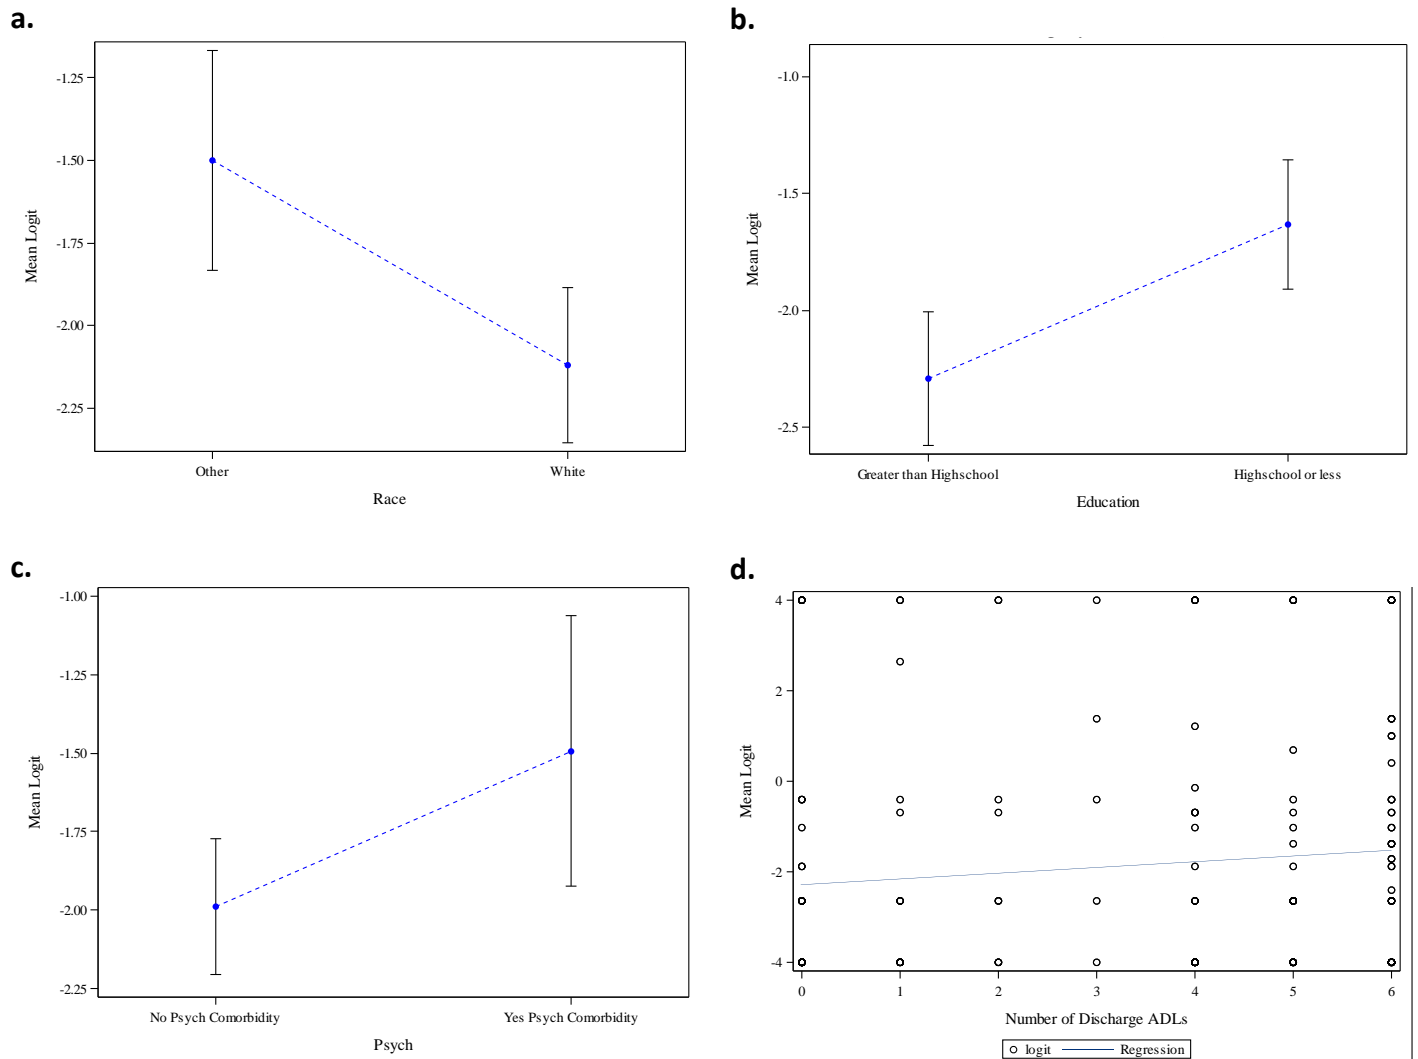 a.
-1.25
-1.50
-1.75
-2.00
-2.25
Mean Logit
Other White
Race
b.
-1.0
-1.5
-2.0
-2.5
Mean Logit
Greater than Highschool Highschool or less
Education
c.
-1.00
-1.25
-1.50
-1.75
-2.00
-2.25
Mean Logit
No Psych Comorbidity Yes Psych Comorbidity
Psych
d.
4
2
0
-2
-4
Mean Logit
0 1 2 3 4 5 6
Number of Discharge ADLs
logit Regression